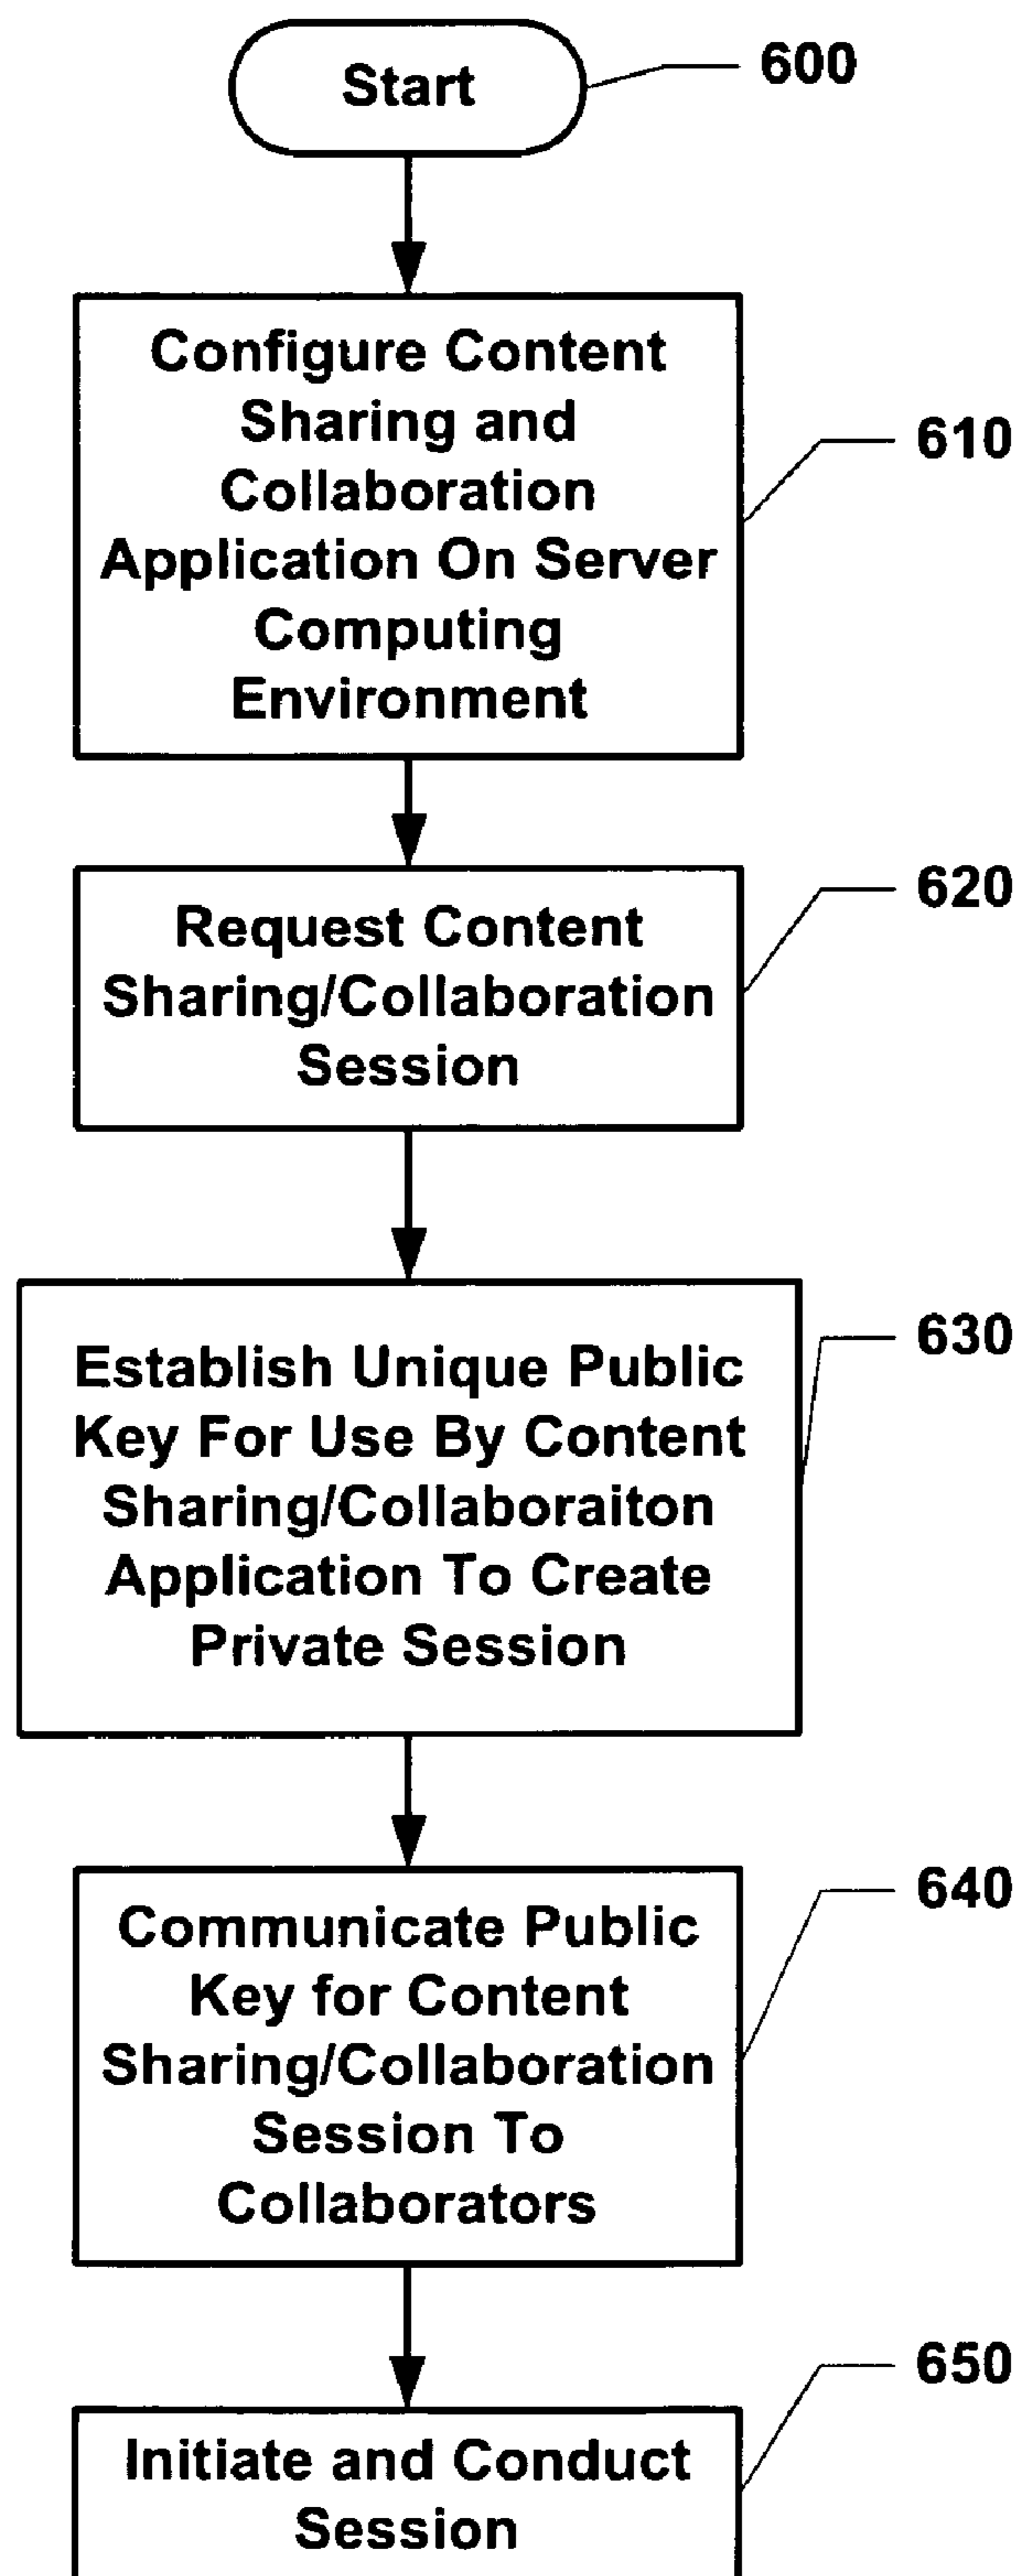 Start
600
Configure Content
Sharing and
Collaboration
Application On Server
Computing
Environment
610
Request Content
Sharing/Collaboration
Session
620
Establish Unique Public
Key For Use By Content
Sharing/Collaboraiton
Application To Create
Private Session
630
Communicate Public
Key for Content
Sharing/Collaboration
Session To
Collaborators
640
Initiate and Conduct
Session
650